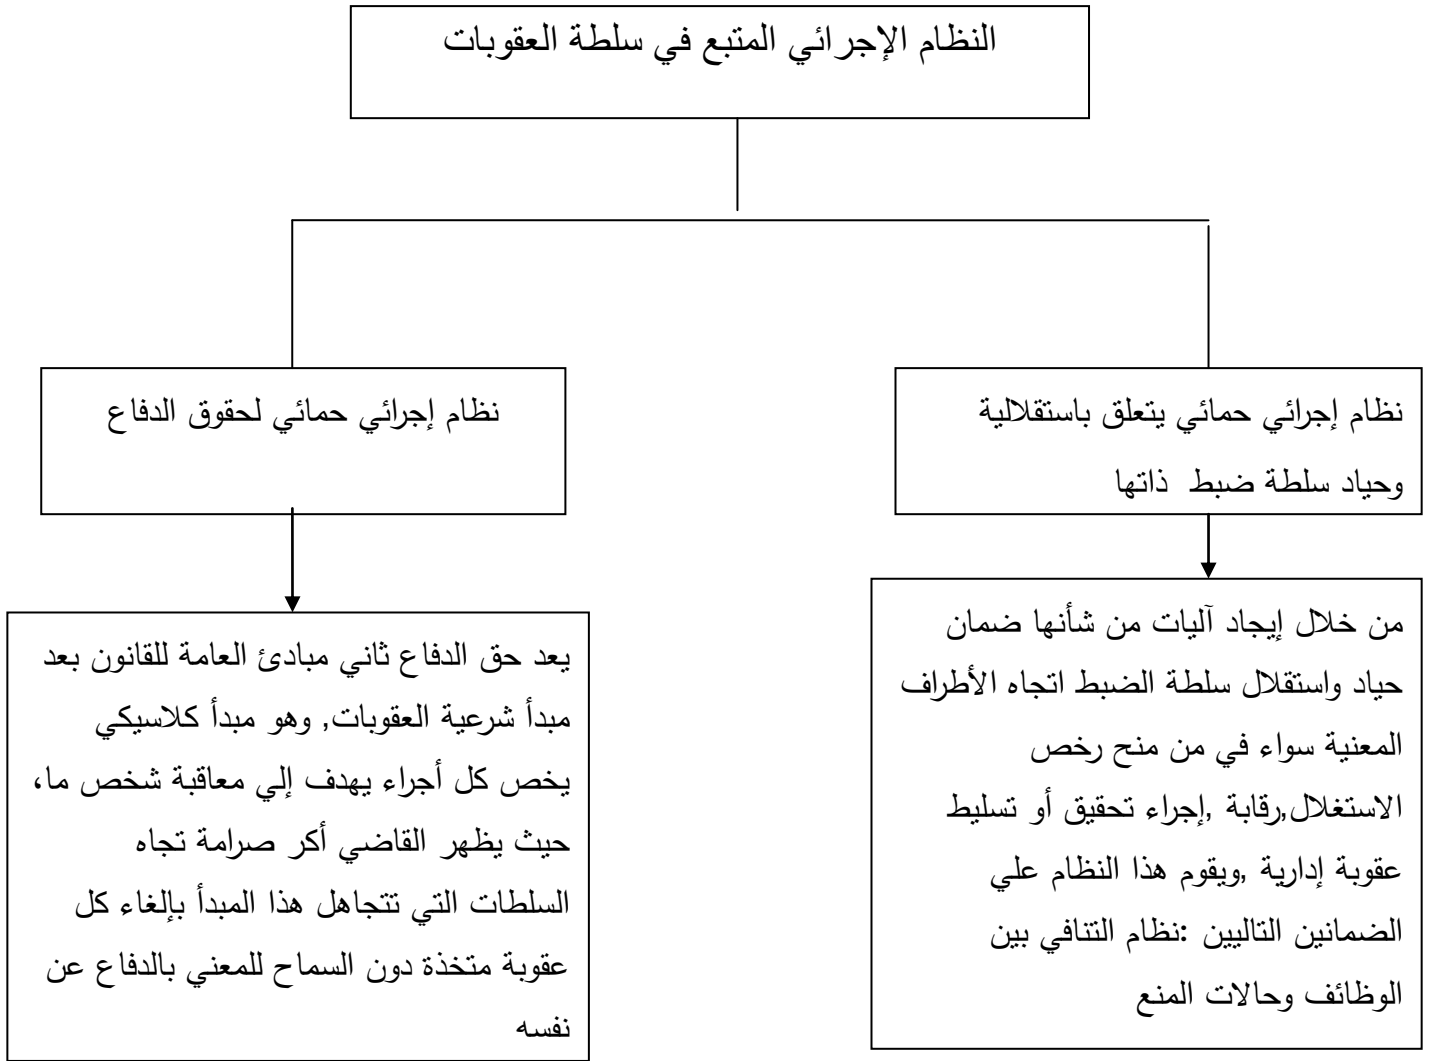 النظام الإجرائي المتبع في سلطة العقوبات
نظام إجرائي حمائي يتعلق باستقلالية
وحياد سلطة ضبط ذاتها
نظام إجرائي حمائي لحقوق الدفاع
من خلال إيجاد آليات من شأنها ضمان
حياد واستقلال سلطة الضبط اتجاه الأطراف
المعنية سواء في من منح رخص
الاستغلال,رقابة ,إجراء تحقيق أو تسليط
عقوبة إدارية ,ويقوم هذا النظام علي
الضمانين التاليين :نظام التنافي بين
الوظائف وحالات المنع
يعد حق الدفاع ثاني مبادئ العامة للقانون بعد
مبدأ شرعية العقوبات, وهو مبدأ كلاسيكي
يخص كل أجراء يهدف إلي معاقبة شخص ما،
حيث يظهر القاضي أكر صرامة تجاه
السلطات التي تتجاهل هذا المبدأ بإلغاء كل
عقوبة متخذة دون السماح للمعني بالدفاع عن
نفسه